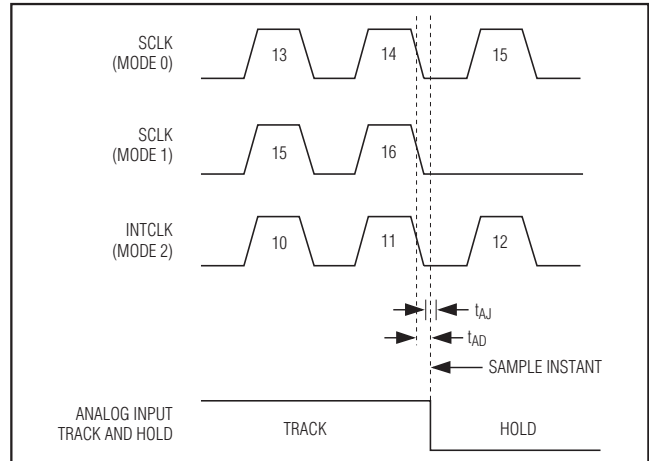 SCLK
(MODE 0)
13
14
15
SCLK
(MODE 1)
15
16
INTCLK
(MODE 2)
10
11
12
tAJ
tAD
SAMPLE INSTANT
ANALOG INPUT
TRACK AND HOLD
TRACK
HOLD